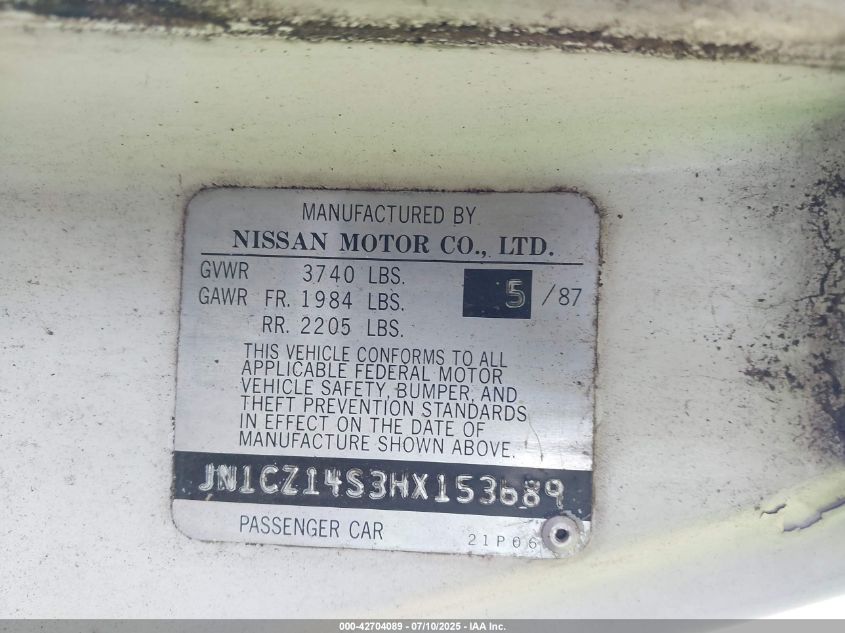 MANUFACTURED BY
NISSAN MOTOR CO., LTD.
GVWR 3740 LBS. 5 /87
GAWR FR. 1984 LBS.
RR. 2205 LBS.
THIS VEHICLE CONFORMS TO ALL
APPLICABLE FEDERAL MOTOR
VEHICLE SAFETY, BUMPER, AND
THEFT PREVENTION STANDARDS
IN EFFECT ON THE DATE OF
MANUFACTURE SHOWN ABOVE.
JN1CZ14S3HX153689
PASSENGER CAR 21P06
000-42704089 - 07/10/2025 - IAA Inc.